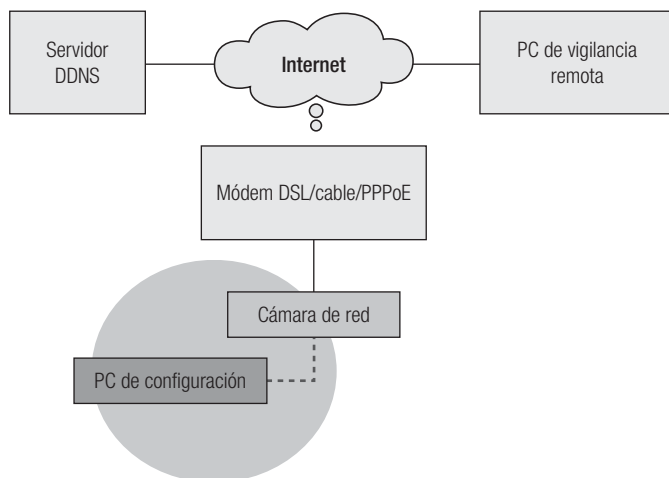 Servidor
DDNS
Internet
PC de vigilancia
remota
Módem DSL/cable/PPPoE
Cámara de red
PC de configuración